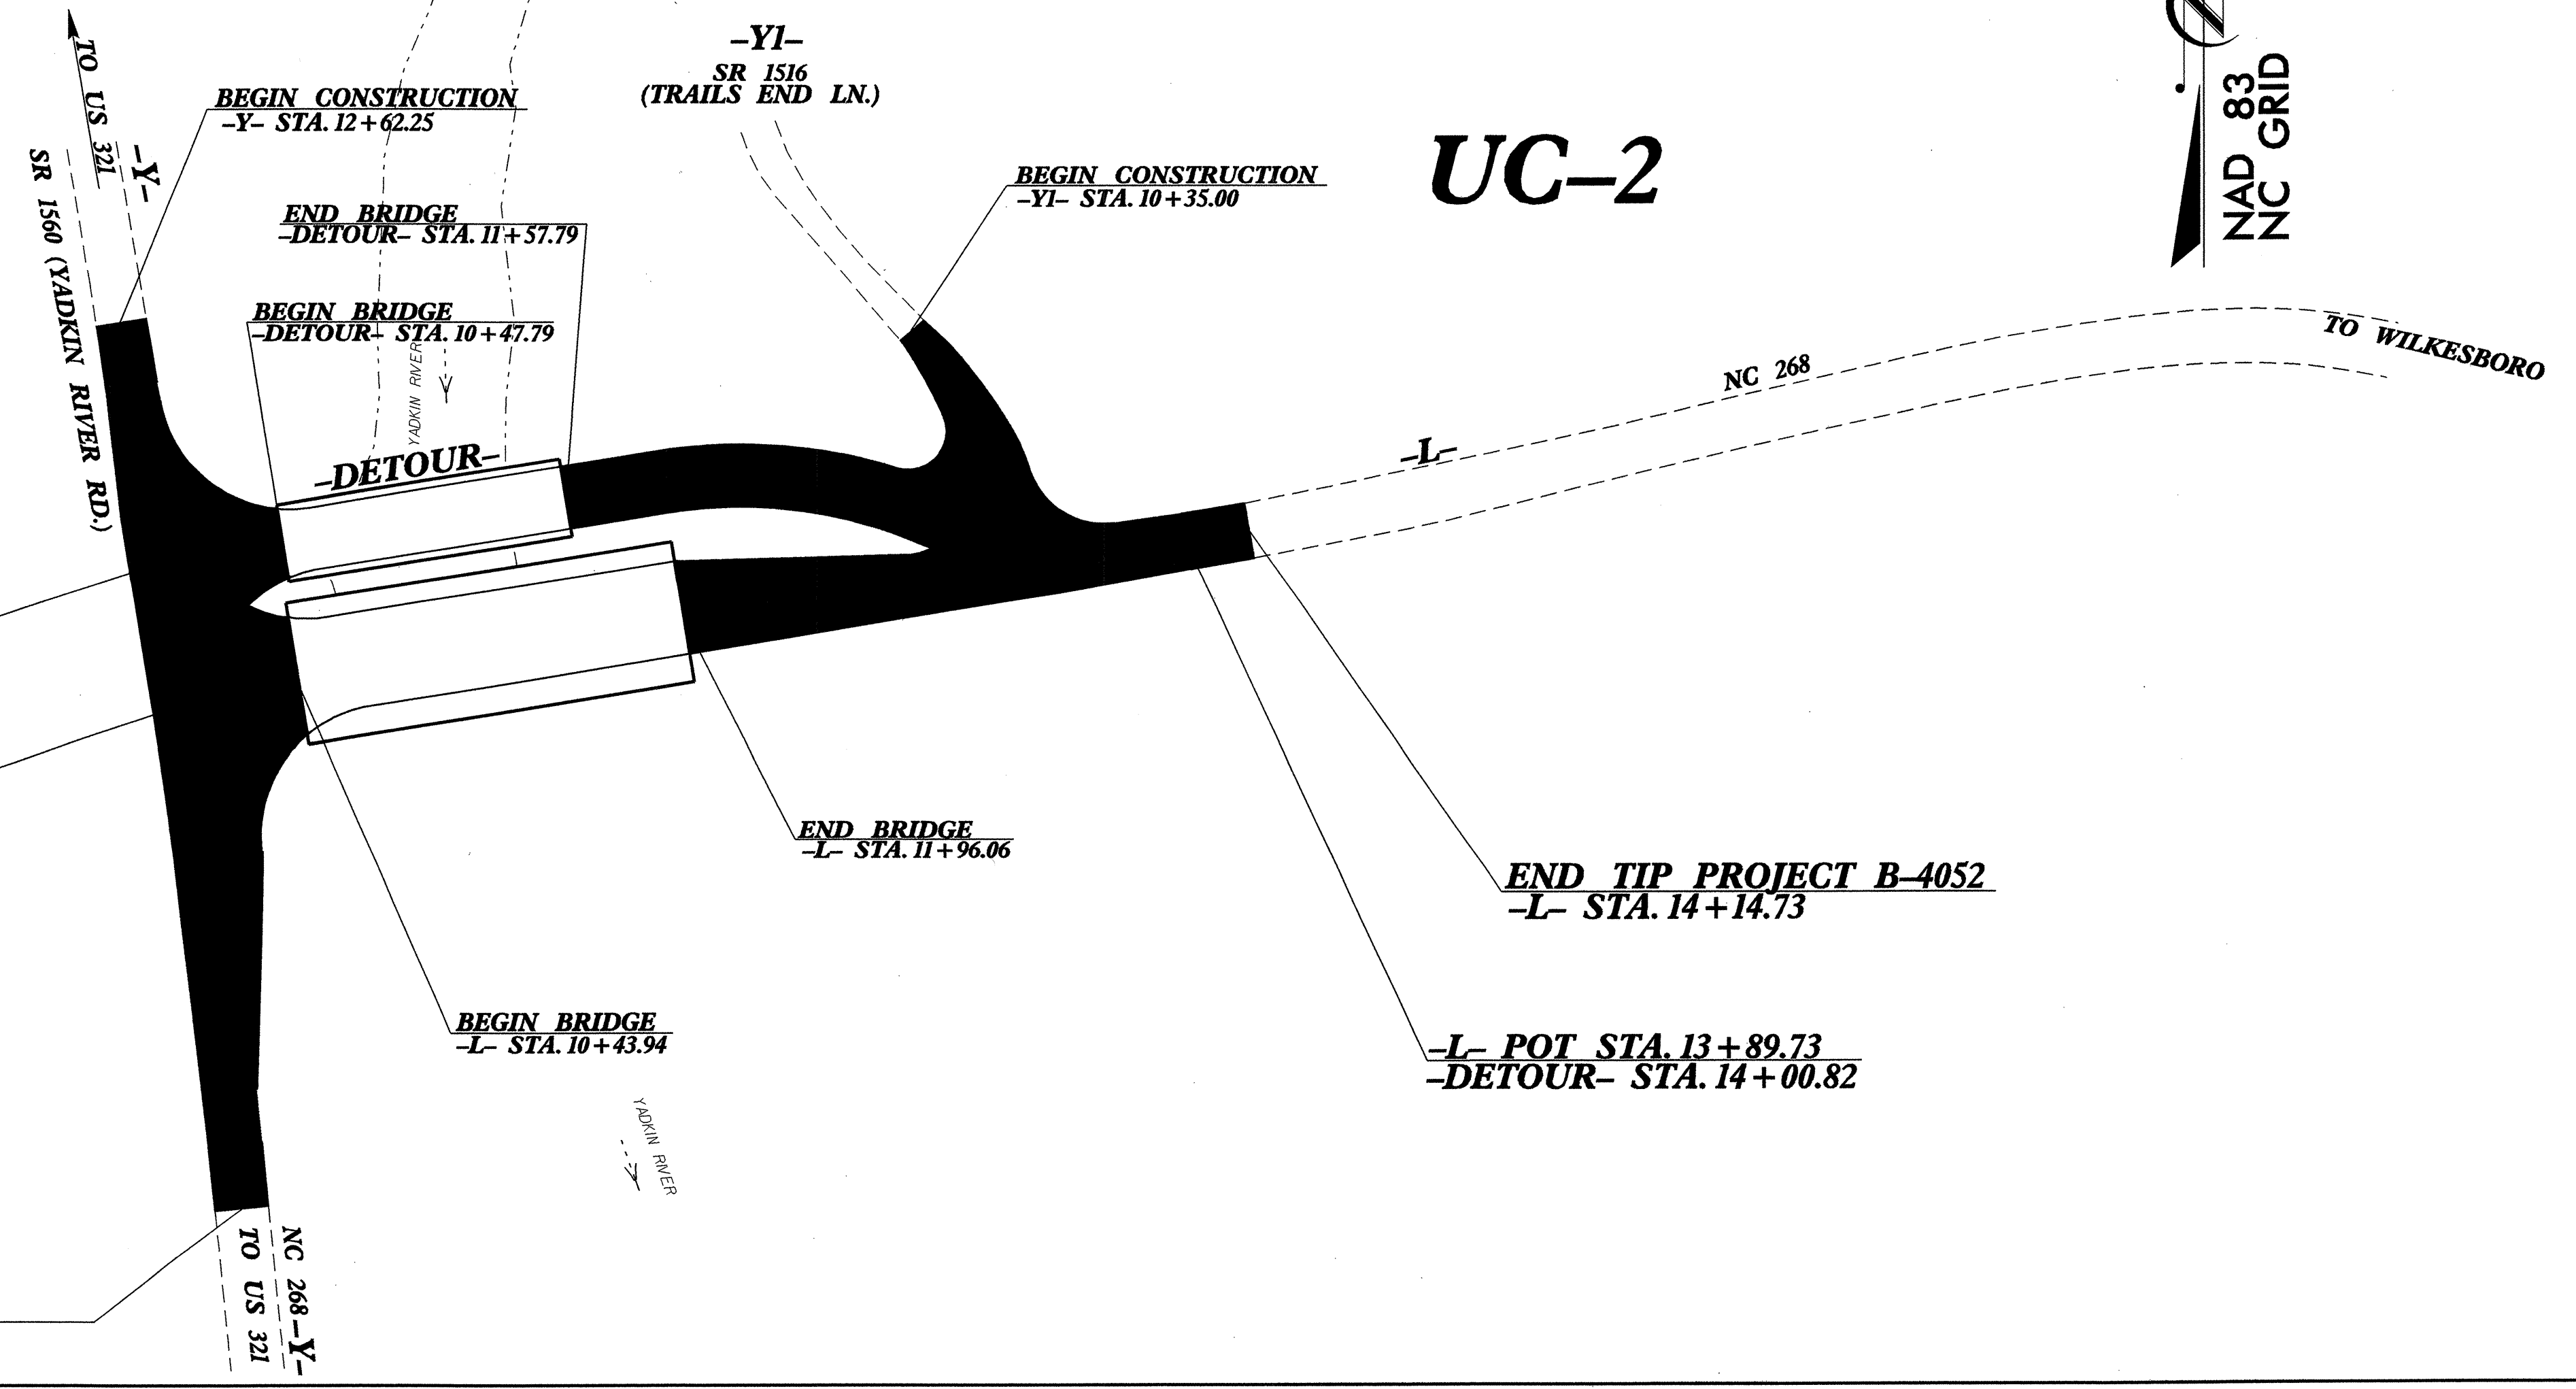 TO US 321
SR 1560 (YADKIN RIVER RD.)
–Y–
BEGIN CONSTRUCTION
–Y– STA. 12+62.25
END BRIDGE
–DETOUR– STA. 11+57.79
BEGIN BRIDGE
–DETOUR– STA. 10+47.79
YADKIN RIVER
–DETOUR–
–Y1–
SR 1516
(TRAILS END LN.)
BEGIN CONSTRUCTION
–Y1– STA. 10+35.00
UC–2
NAD 83
NC GRID
NC 268
TO WILKESBORO
–L–
END BRIDGE
–L– STA. 11+96.06
END TIP PROJECT B–4052
–L– STA. 14+14.73
BEGIN BRIDGE
–L– STA. 10+43.94
–L– POT STA. 13+89.73
–DETOUR– STA. 14+00.82
YADKIN RIVER
NC 268 –Y–
TO US 321